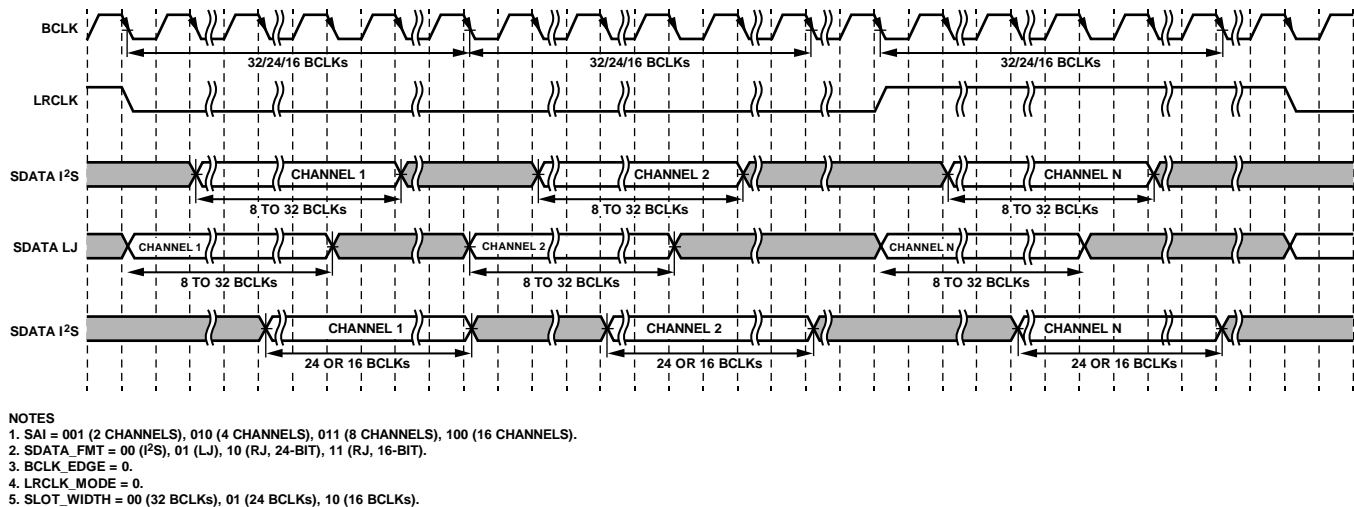 BCLK
32/24/16 BCLKs 32/24/16 BCLKs 32/24/16 BCLKs
LRCLK
SDATA I²S CHANNEL 1 CHANNEL 2 CHANNEL N
8 TO 32 BCLKs 8 TO 32 BCLKs 8 TO 32 BCLKs
SDATA LJ CHANNEL 1 CHANNEL 2 CHANNEL N
8 TO 32 BCLKs 8 TO 32 BCLKs 8 TO 32 BCLKs
SDATA I²S CHANNEL 1 CHANNEL 2 CHANNEL N
24 OR 16 BCLKs 24 OR 16 BCLKs 24 OR 16 BCLKs
NOTES
1. SAI = 001 (2 CHANNELS), 010 (4 CHANNELS), 011 (8 CHANNELS), 100 (16 CHANNELS).
2. SDATA_FMT = 00 (I²S), 01 (LJ), 10 (RJ, 24-BIT), 11 (RJ, 16-BIT).
3. BCLK_EDGE = 0.
4. LRCLK_MODE = 0.
5. SLOT_WIDTH = 00 (32 BCLKs), 01 (24 BCLKs), 10 (16 BCLKs).